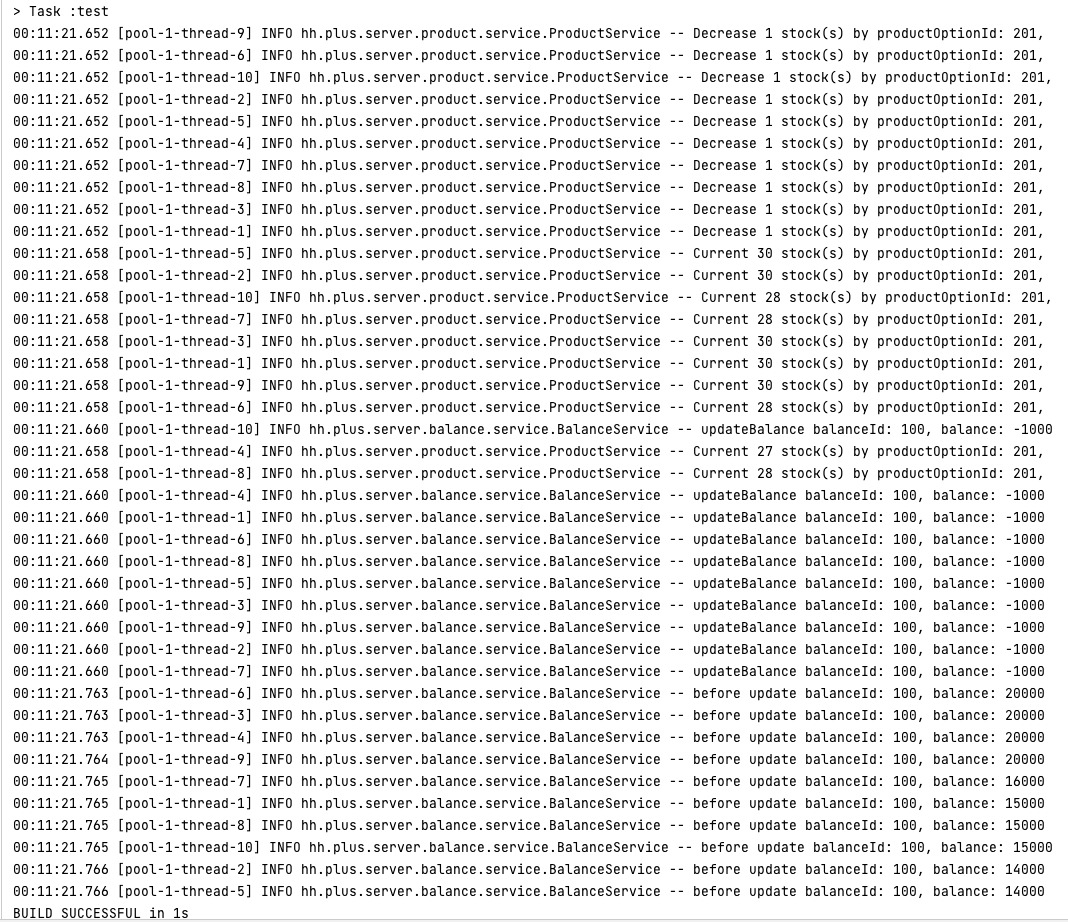 > Task :test
00:11:21.652 [pool-1-thread-9] INFO hh.plus.server.product.service.ProductService -- Decrease 1 stock(s) by productOptionId: 201,
00:11:21.652 [pool-1-thread-6] INFO hh.plus.server.product.service.ProductService -- Decrease 1 stock(s) by productOptionId: 201,
00:11:21.652 [pool-1-thread-10] INFO hh.plus.server.product.service.ProductService -- Decrease 1 stock(s) by productOptionId: 201,
00:11:21.652 [pool-1-thread-2] INFO hh.plus.server.product.service.ProductService -- Decrease 1 stock(s) by productOptionId: 201,
00:11:21.652 [pool-1-thread-5] INFO hh.plus.server.product.service.ProductService -- Decrease 1 stock(s) by productOptionId: 201,
00:11:21.652 [pool-1-thread-4] INFO hh.plus.server.product.service.ProductService -- Decrease 1 stock(s) by productOptionId: 201,
00:11:21.652 [pool-1-thread-7] INFO hh.plus.server.product.service.ProductService -- Decrease 1 stock(s) by productOptionId: 201,
00:11:21.652 [pool-1-thread-8] INFO hh.plus.server.product.service.ProductService -- Decrease 1 stock(s) by productOptionId: 201,
00:11:21.652 [pool-1-thread-3] INFO hh.plus.server.product.service.ProductService -- Decrease 1 stock(s) by productOptionId: 201,
00:11:21.652 [pool-1-thread-1] INFO hh.plus.server.product.service.ProductService -- Decrease 1 stock(s) by productOptionId: 201,
00:11:21.658 [pool-1-thread-5] INFO hh.plus.server.product.service.ProductService -- Current 30 stock(s) by productOptionId: 201,
00:11:21.658 [pool-1-thread-2] INFO hh.plus.server.product.service.ProductService -- Current 30 stock(s) by productOptionId: 201,
00:11:21.658 [pool-1-thread-10] INFO hh.plus.server.product.service.ProductService -- Current 28 stock(s) by productOptionId: 201,
00:11:21.658 [pool-1-thread-7] INFO hh.plus.server.product.service.ProductService -- Current 28 stock(s) by productOptionId: 201,
00:11:21.658 [pool-1-thread-3] INFO hh.plus.server.product.service.ProductService -- Current 30 stock(s) by productOptionId: 201,
00:11:21.658 [pool-1-thread-1] INFO hh.plus.server.product.service.ProductService -- Current 30 stock(s) by productOptionId: 201,
00:11:21.658 [pool-1-thread-9] INFO hh.plus.server.product.service.ProductService -- Current 30 stock(s) by productOptionId: 201,
00:11:21.658 [pool-1-thread-6] INFO hh.plus.server.product.service.ProductService -- Current 28 stock(s) by productOptionId: 201,
00:11:21.660 [pool-1-thread-10] INFO hh.plus.server.balance.service.BalanceService -- updateBalance balanceId: 100, balance: -1000
00:11:21.658 [pool-1-thread-4] INFO hh.plus.server.product.service.ProductService -- Current 27 stock(s) by productOptionId: 201,
00:11:21.658 [pool-1-thread-8] INFO hh.plus.server.product.service.ProductService -- Current 28 stock(s) by productOptionId: 201,
00:11:21.660 [pool-1-thread-4] INFO hh.plus.server.balance.service.BalanceService -- updateBalance balanceId: 100, balance: -1000
00:11:21.660 [pool-1-thread-1] INFO hh.plus.server.balance.service.BalanceService -- updateBalance balanceId: 100, balance: -1000
00:11:21.660 [pool-1-thread-6] INFO hh.plus.server.balance.service.BalanceService -- updateBalance balanceId: 100, balance: -1000
00:11:21.660 [pool-1-thread-8] INFO hh.plus.server.balance.service.BalanceService -- updateBalance balanceId: 100, balance: -1000
00:11:21.660 [pool-1-thread-5] INFO hh.plus.server.balance.service.BalanceService -- updateBalance balanceId: 100, balance: -1000
00:11:21.660 [pool-1-thread-3] INFO hh.plus.server.balance.service.BalanceService -- updateBalance balanceId: 100, balance: -1000
00:11:21.660 [pool-1-thread-9] INFO hh.plus.server.balance.service.BalanceService -- updateBalance balanceId: 100, balance: -1000
00:11:21.660 [pool-1-thread-2] INFO hh.plus.server.balance.service.BalanceService -- updateBalance balanceId: 100, balance: -1000
00:11:21.660 [pool-1-thread-7] INFO hh.plus.server.balance.service.BalanceService -- updateBalance balanceId: 100, balance: -1000
00:11:21.763 [pool-1-thread-6] INFO hh.plus.server.balance.service.BalanceService -- before update balanceId: 100, balance: 20000
00:11:21.763 [pool-1-thread-3] INFO hh.plus.server.balance.service.BalanceService -- before update balanceId: 100, balance: 20000
00:11:21.763 [pool-1-thread-4] INFO hh.plus.server.balance.service.BalanceService -- before update balanceId: 100, balance: 20000
00:11:21.764 [pool-1-thread-9] INFO hh.plus.server.balance.service.BalanceService -- before update balanceId: 100, balance: 20000
00:11:21.765 [pool-1-thread-7] INFO hh.plus.server.balance.service.BalanceService -- before update balanceId: 100, balance: 16000
00:11:21.765 [pool-1-thread-1] INFO hh.plus.server.balance.service.BalanceService -- before update balanceId: 100, balance: 15000
00:11:21.765 [pool-1-thread-8] INFO hh.plus.server.balance.service.BalanceService -- before update balanceId: 100, balance: 15000
00:11:21.765 [pool-1-thread-10] INFO hh.plus.server.balance.service.BalanceService -- before update balanceId: 100, balance: 15000
00:11:21.766 [pool-1-thread-2] INFO hh.plus.server.balance.service.BalanceService -- before update balanceId: 100, balance: 14000
00:11:21.766 [pool-1-thread-5] INFO hh.plus.server.balance.service.BalanceService -- before update balanceId: 100, balance: 14000
BUILD SUCCESSFUL in 1s